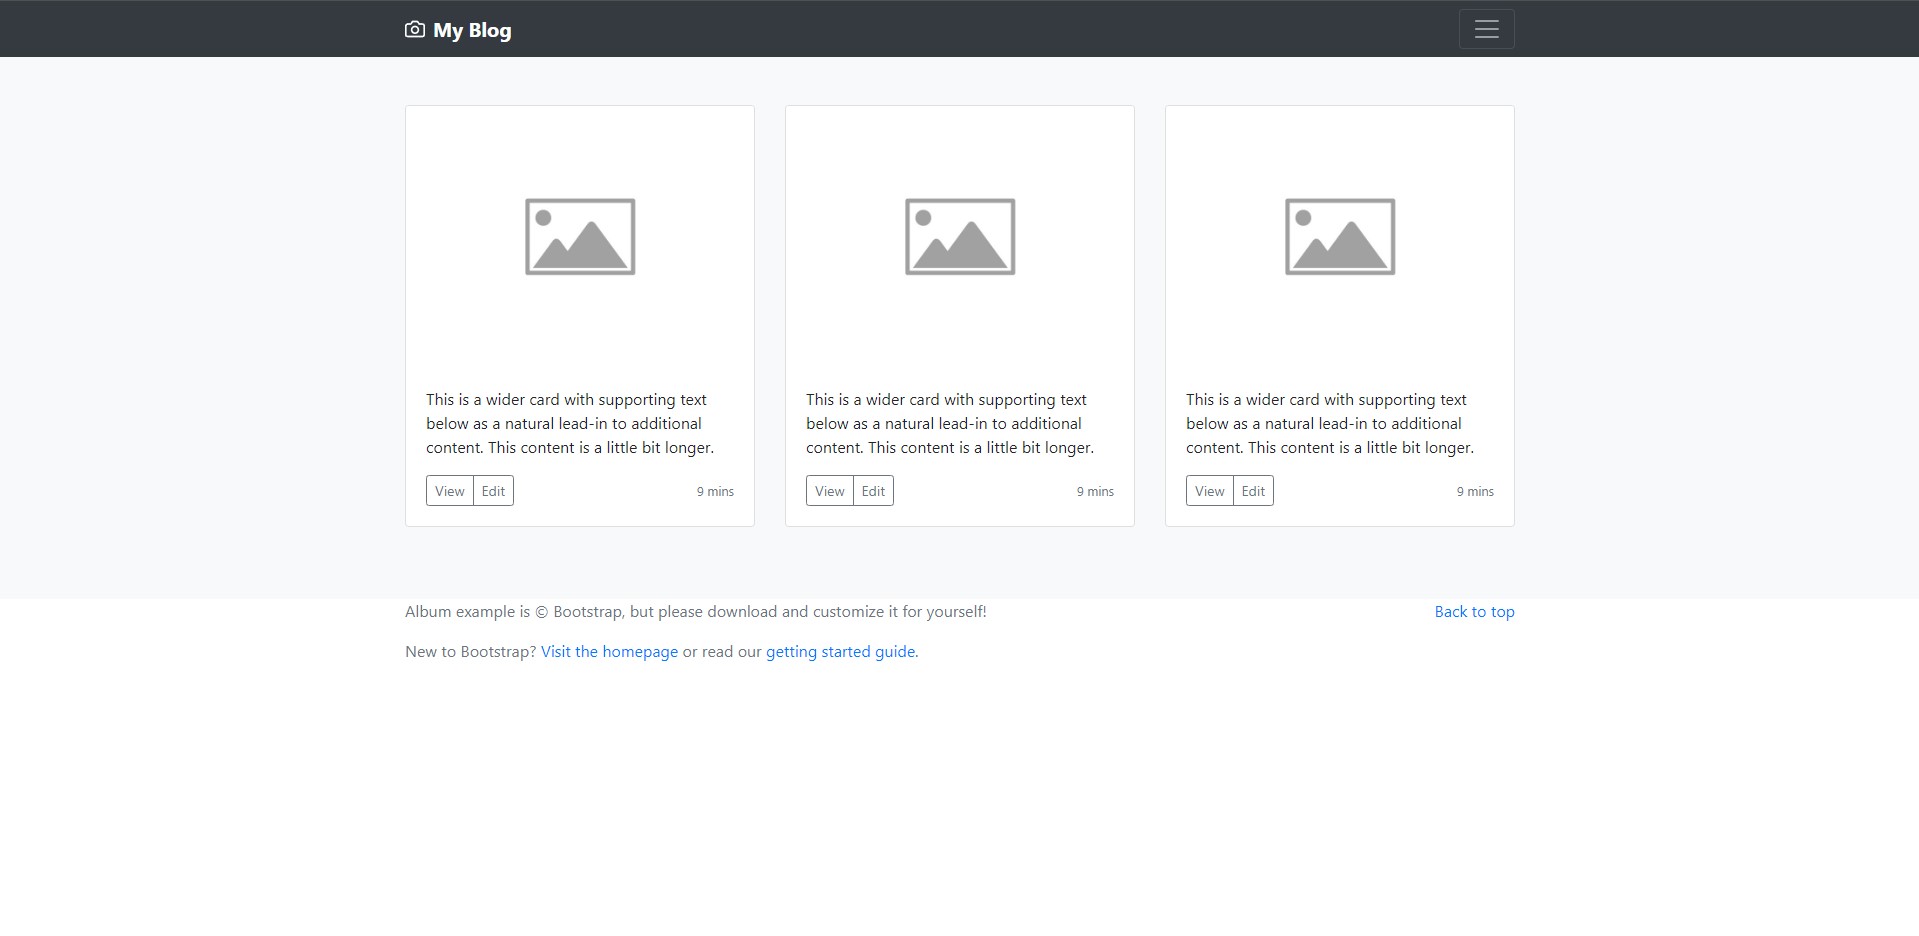 My Blog
This is a wider card with supporting text
below as a natural lead-in to additional
content. This content is a little bit longer.
View Edit 9 mins
This is a wider card with supporting text
below as a natural lead-in to additional
content. This content is a little bit longer.
View Edit 9 mins
This is a wider card with supporting text
below as a natural lead-in to additional
content. This content is a little bit longer.
View Edit 9 mins
Album example is © Bootstrap, but please download and customize it for yourself!
Back to top
New to Bootstrap? Visit the homepage or read our getting started guide.